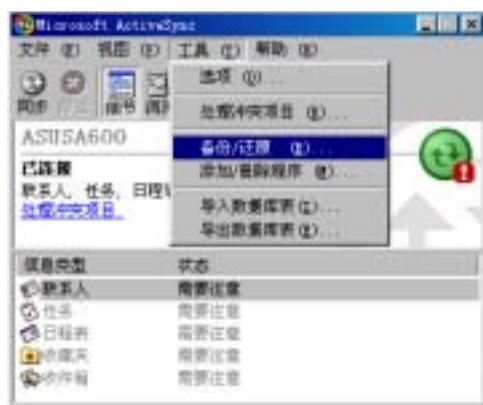 Microsoft ActiveSync
文件 (F) 视图 (V) 工具 (T) 帮助 (H)
选项 (O)...
同步 细节
处理冲突项目 (R)...
ASUSA600
备份/还原 (B)...
已连接
添加/删除程序
联系人、任务、日程
导入数据库表(I)...
处理冲突项目
导出数据库表(E)...
信息类型 状态
联系人 需要注意
任务 需要注意
日程表 需要注意
收藏夹 需要注意
收件箱 需要注意